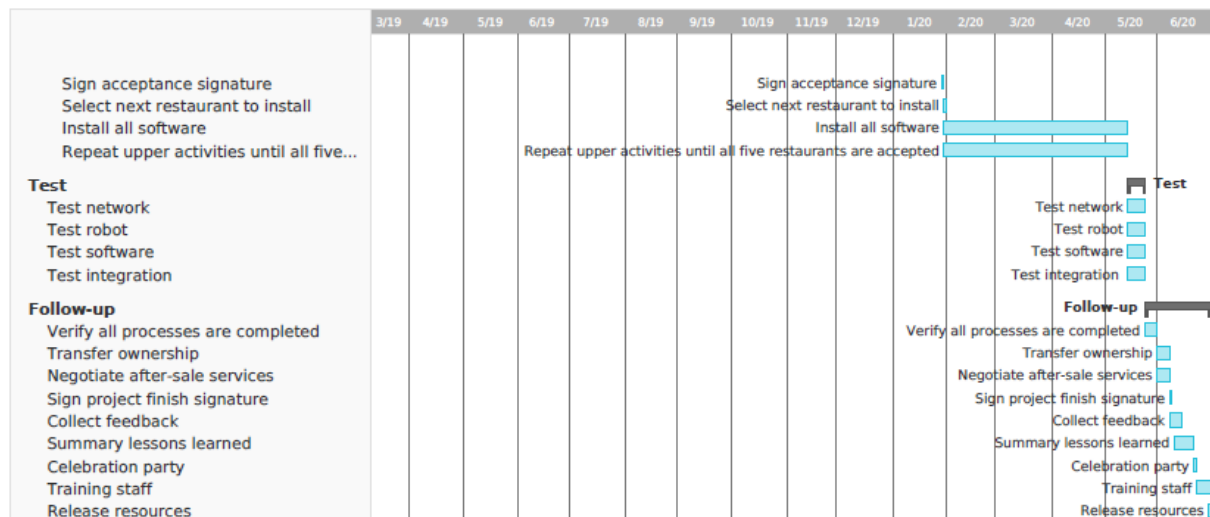 3/19 4/19 5/19 6/19 7/19 8/19 9/19 10/19 11/19 12/19 1/20 2/20 3/20 4/20 5/20 6/20
Sign acceptance signature Sign acceptance signature
Select next restaurant to install Select next restaurant to install
Install all software Install all software
Repeat upper activities until all five... Repeat upper activities until all five restaurants are accepted
Test Test
Test network Test network
Test robot Test robot
Test software Test software
Test integration Test integration
Follow-up Follow-up
Verify all processes are completed Verify all processes are completed
Transfer ownership Transfer ownership
Negotiate after-sale services Negotiate after-sale services
Sign project finish signature Sign project finish signature
Collect feedback Collect feedback
Summary lessons learned Summary lessons learned
Celebration party Celebration party
Training staff Training staff
Release resources Release resources